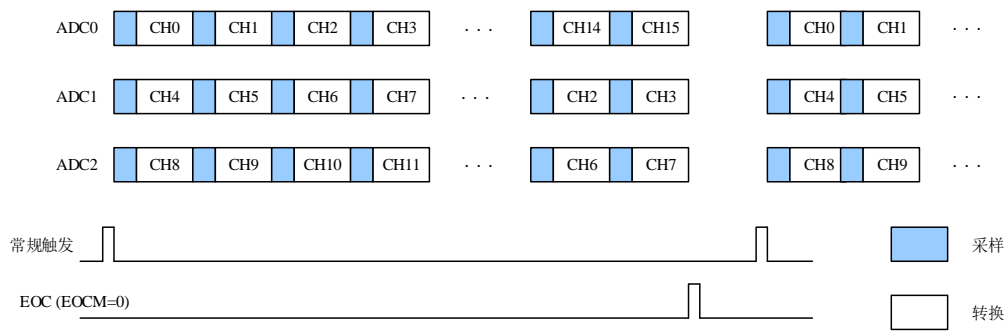 ADC0 CH0 CH1 CH2 CH3 · · · CH14 CH15 CH0 CH1 · · ·
ADC1 CH4 CH5 CH6 CH7 · · · CH2 CH3 CH4 CH5 · · ·
ADC2 CH8 CH9 CH10 CH11 · · · CH6 CH7 CH8 CH9 · · ·
常规触发 采样
EOC (EOCM=0) 转换